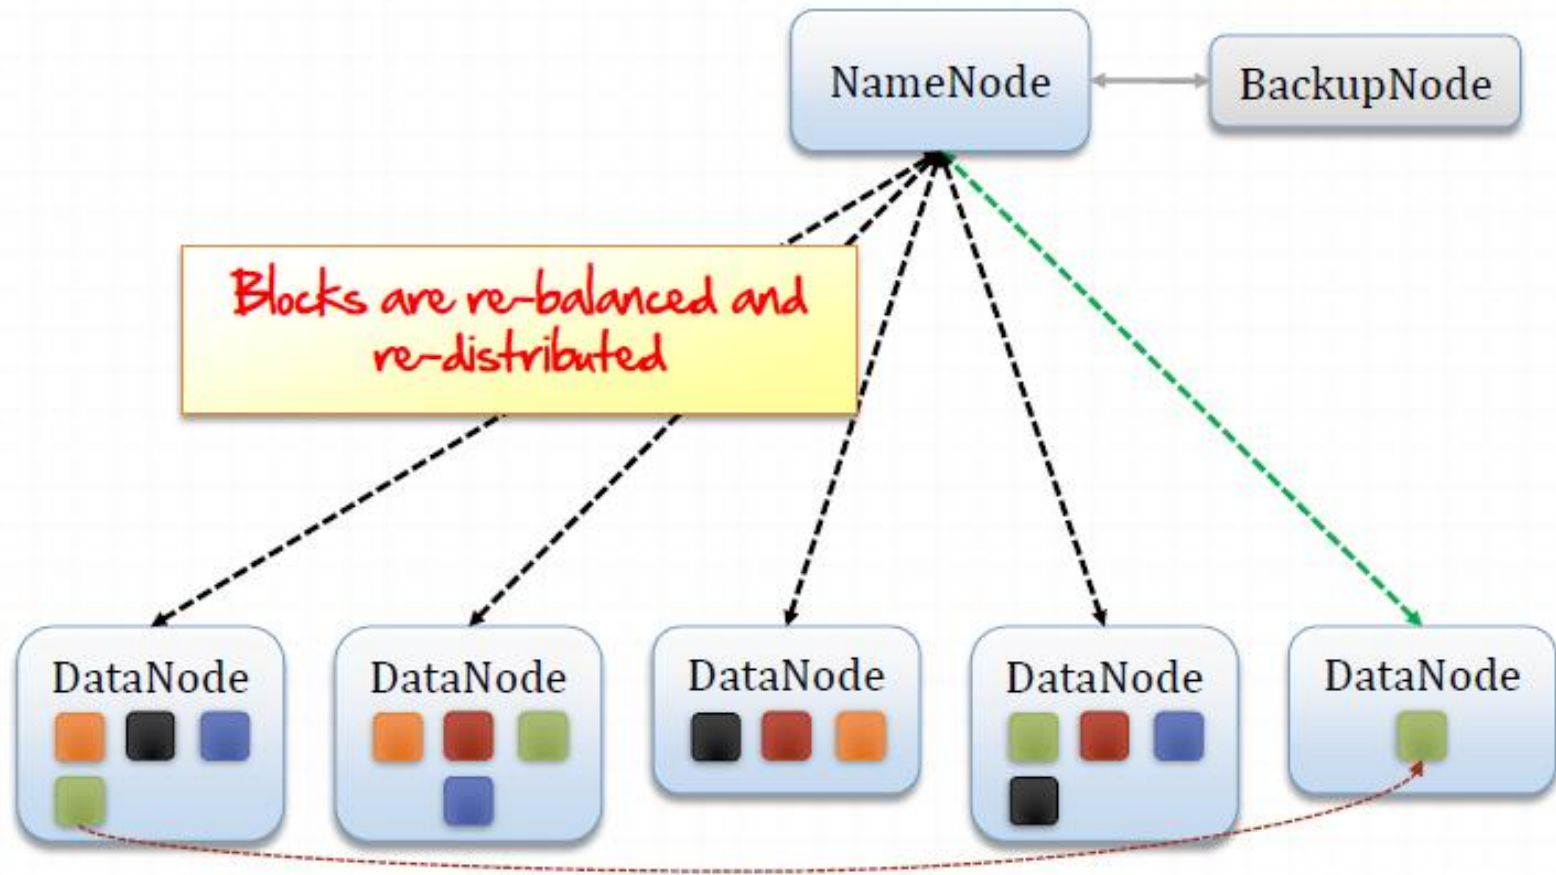 NameNode
BackupNode
Blocks are re-balanced and
re-distributed
DataNode
DataNode
DataNode
DataNode
DataNode